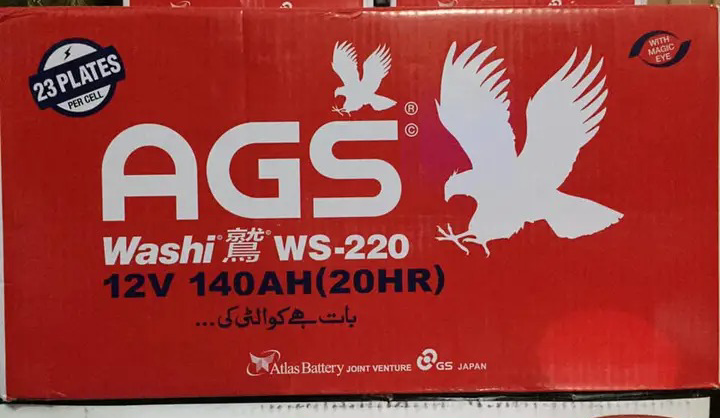 23 PLATES
PER CELL
WITH
MAGIC
EYE
AGS ® ©
Washi® 鷲® WS-220
12V 140AH(20HR)
بات ہے کوالٹی کی...
Atlas Battery JOINT VENTURE GS JAPAN